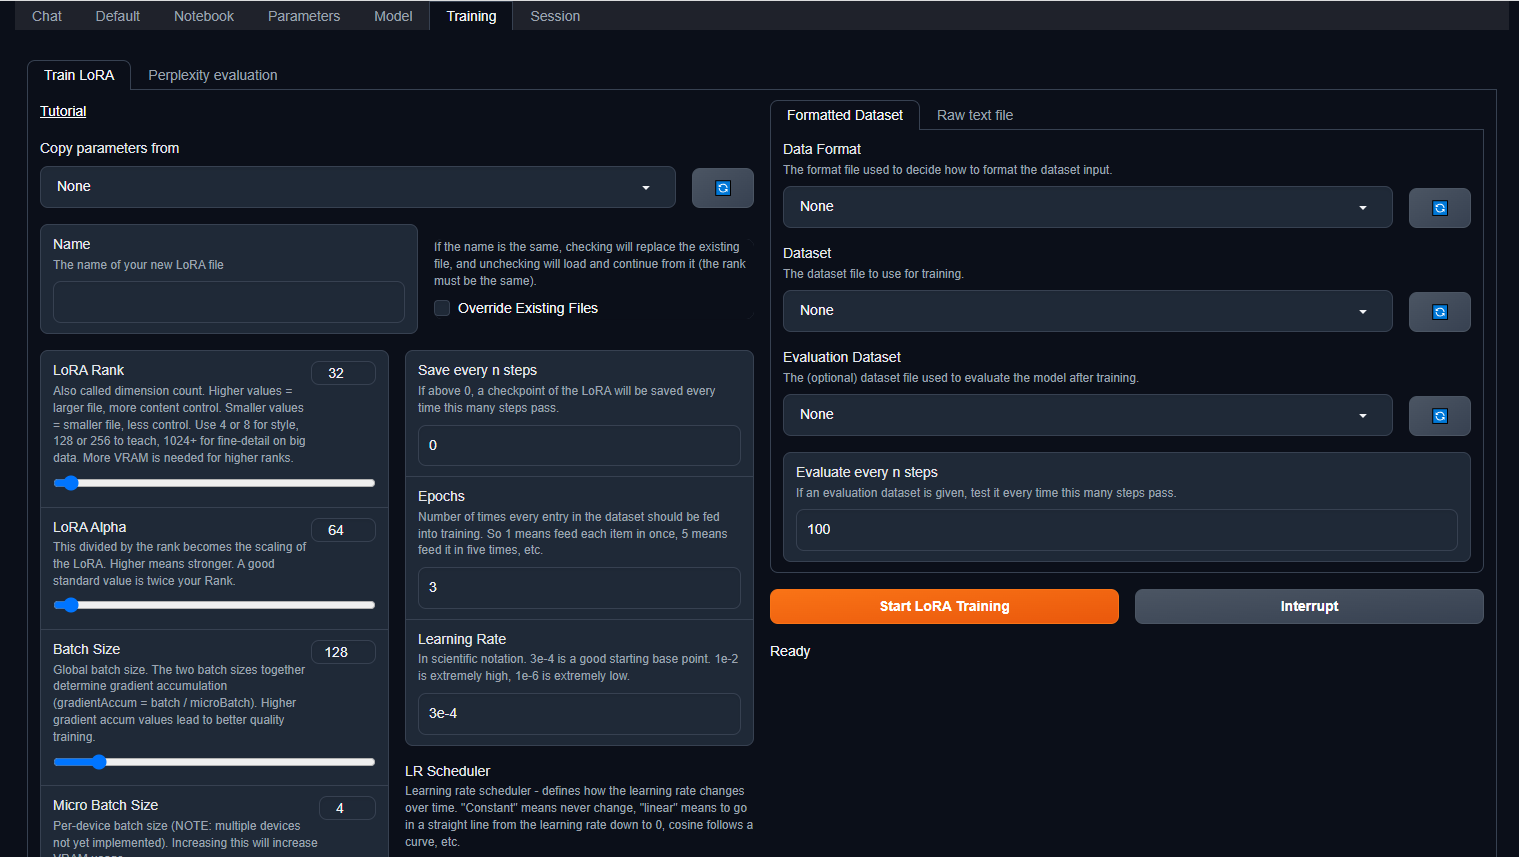 Chat Default Notebook Parameters Model Training Session
Train LoRA Perplexity evaluation
Tutorial
Copy parameters from
None
Name
The name of your new LoRA file
If the name is the same, checking will replace the existing
file, and unchecking will load and continue from it (the rank
must be the same).
Override Existing Files
LoRA Rank
32
Also called dimension count. Higher values =
larger file, more content control. Smaller values
= smaller file, less control. Use 4 or 8 for style,
128 or 256 to teach, 1024+ for fine-detail on big
data. More VRAM is needed for higher ranks.
LoRA Alpha
64
This divided by the rank becomes the scaling of
the LoRA. Higher means stronger. A good
standard value is twice your Rank.
Batch Size
128
Global batch size. The two batch sizes together
determine gradient accumulation
(gradientAccum = batch / microBatch). Higher
gradient accum values lead to better quality
training.
Micro Batch Size
4
Per-device batch size (NOTE: multiple devices
not yet implemented). Increasing this will increase
Save every n steps
If above 0, a checkpoint of the LoRA will be saved every
time this many steps pass.
0
Epochs
Number of times every entry in the dataset should be fed
into training. So 1 means feed each item in once, 5 means
feed it in five times, etc.
3
Learning Rate
In scientific notation. 3e-4 is a good starting base point. 1e-2
is extremely high, 1e-6 is extremely low.
3e-4
LR Scheduler
Learning rate scheduler - defines how the learning rate changes
over time. "Constant" means never change, "linear" means to go
in a straight line from the learning rate down to 0, cosine follows a
curve, etc.
Formatted Dataset Raw text file
Data Format
The format file used to decide how to format the dataset input.
None
Dataset
The dataset file to use for training.
None
Evaluation Dataset
The (optional) dataset file used to evaluate the model after training.
None
Evaluate every n steps
If an evaluation dataset is given, test it every time this many steps pass.
100
Start LoRA Training
Interrupt
Ready